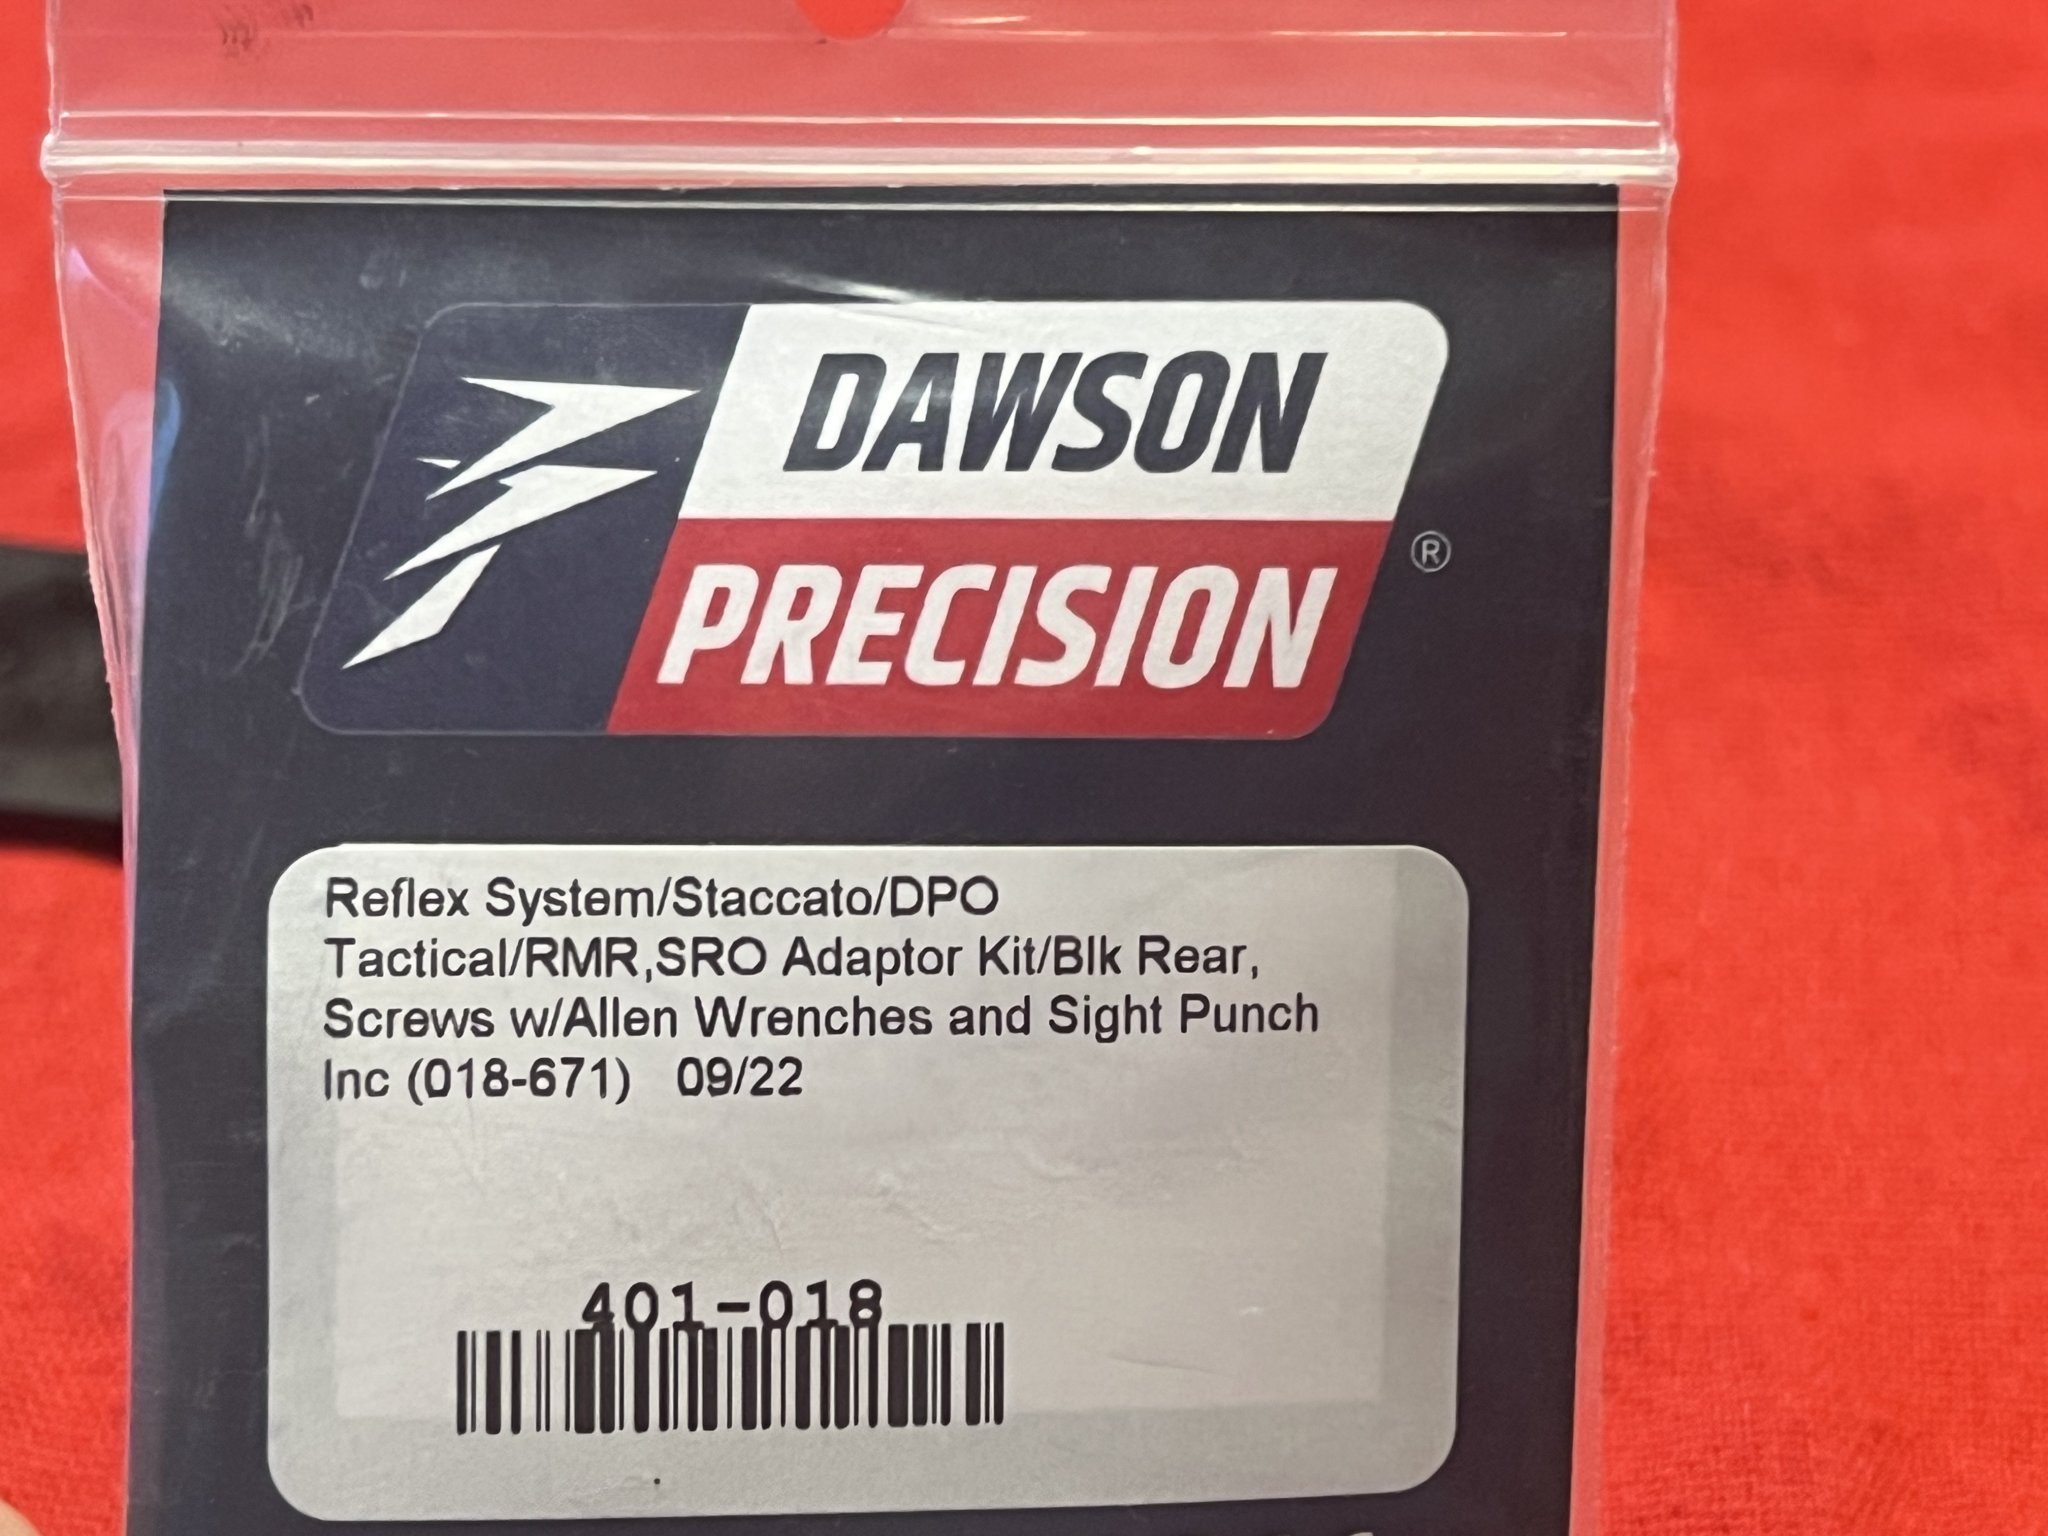 DAWSON
PRECISION
®
Reflex System/Staccato/DPO
Tactical/RMR,SRO Adaptor Kit/Blk Rear,
Screws w/Allen Wrenches and Sight Punch
Inc (018-671) 09/22
401-018